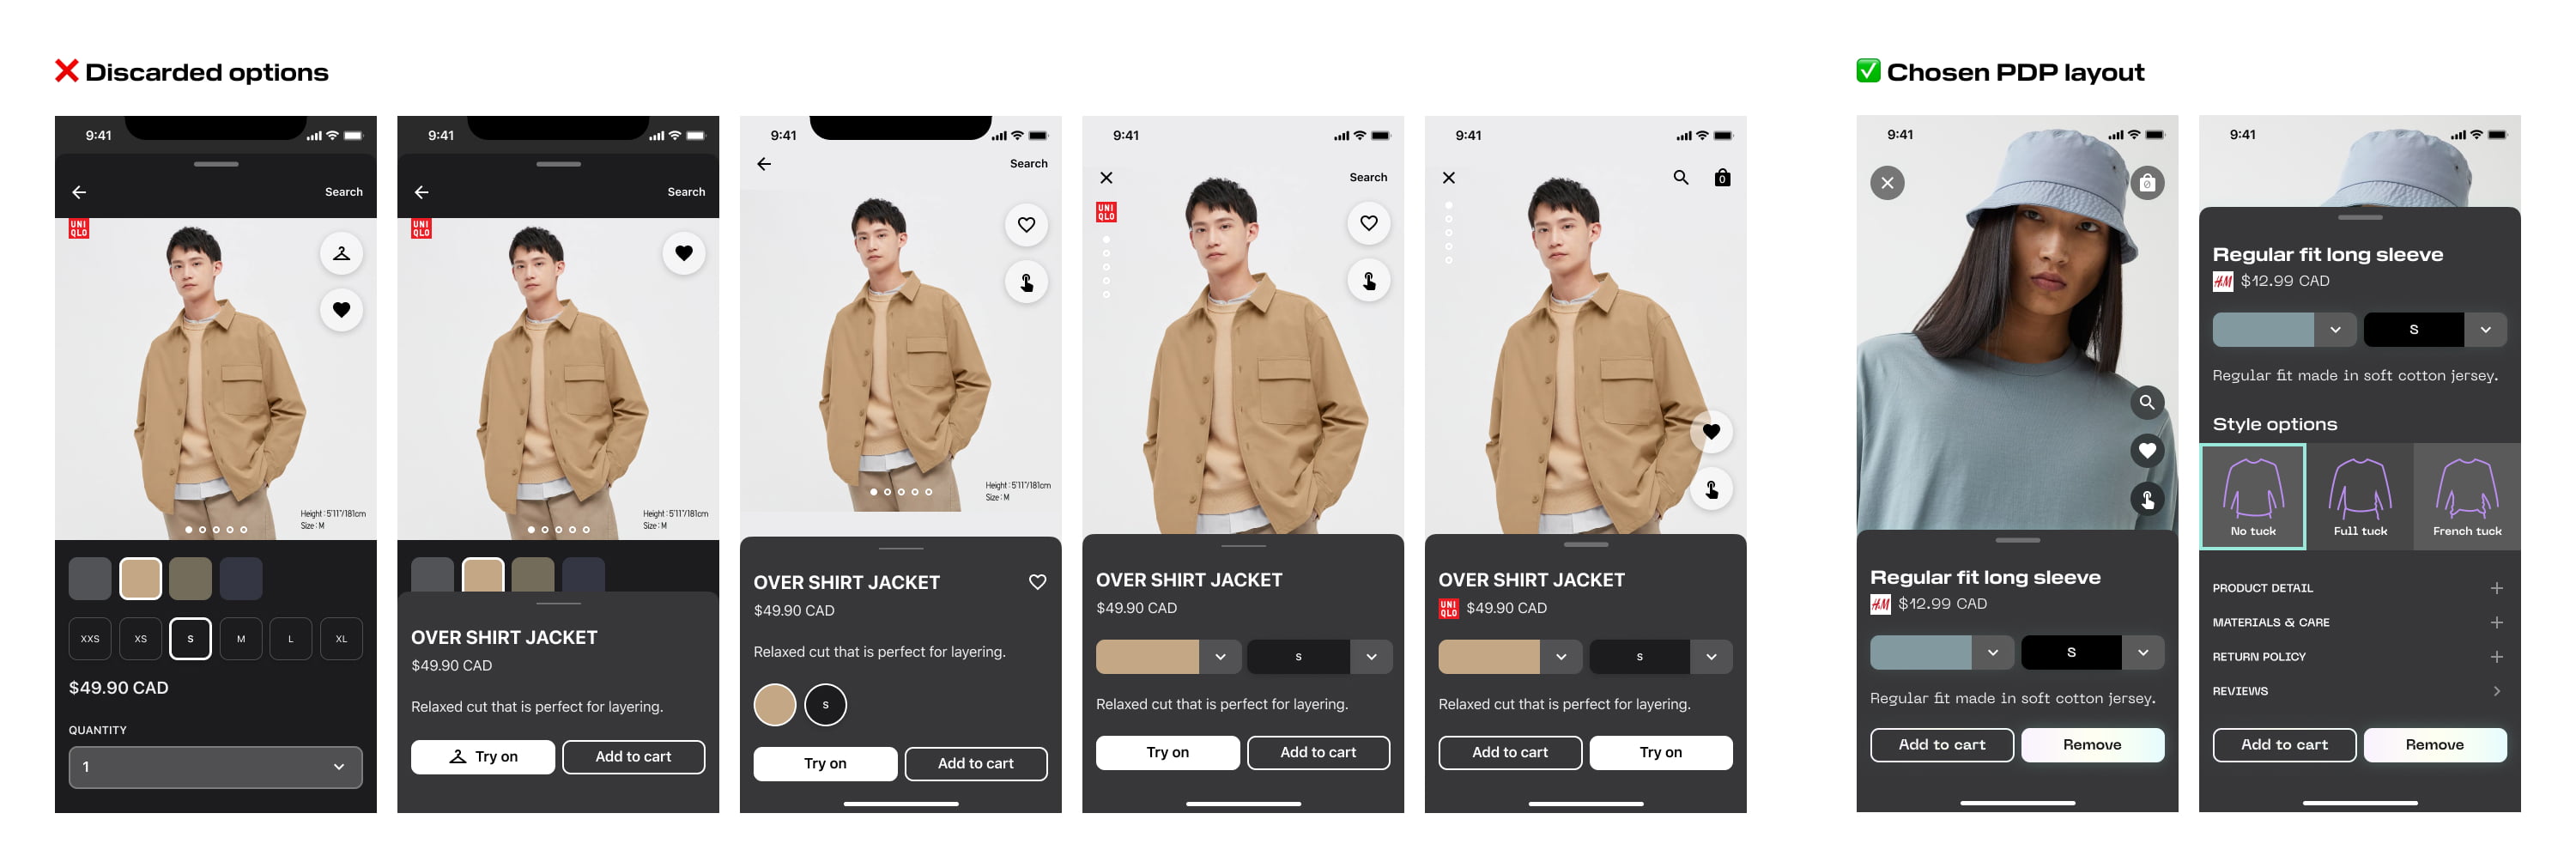 ❌ Discarded options
9:41
Search
UNI
QLO
Height : 5'11"/181cm
Size : M
XXS XS S M L XL
$49.90 CAD
QUANTITY
1
9:41
Search
UNI
QLO
Height : 5'11"/181cm
Size : M
OVER SHIRT JACKET
$49.90 CAD
Relaxed cut that is perfect for layering.
Try on Add to cart
9:41
Search
Height : 5'11"/181cm
Size : M
OVER SHIRT JACKET
$49.90 CAD
Relaxed cut that is perfect for layering.
S
Try on Add to cart
9:41
Search
UNI
QLO
OVER SHIRT JACKET
$49.90 CAD
S
Relaxed cut that is perfect for layering.
Try on Add to cart
9:41
0
OVER SHIRT JACKET
UNI
QLO
$49.90 CAD
S
Relaxed cut that is perfect for layering.
Add to cart Try on
✅ Chosen PDP layout
9:41
0
Regular fit long sleeve
H&M $12.99 CAD
S
Regular fit made in soft cotton jersey.
Add to cart Remove
9:41
Regular fit long sleeve
H&M $12.99 CAD
S
Regular fit made in soft cotton jersey.
Style options
No tuck Full tuck French tuck
PRODUCT DETAIL
MATERIALS & CARE
RETURN POLICY
REVIEWS
Add to cart Remove